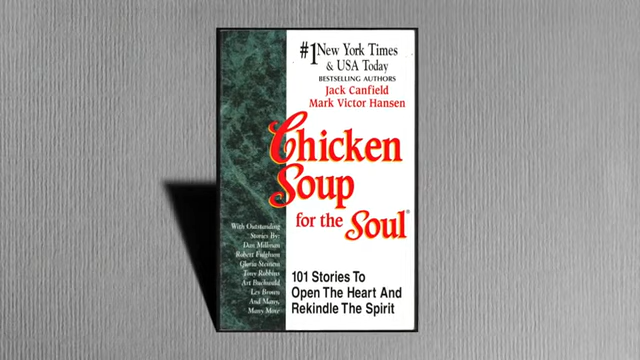 #1 New York Times
& USA Today
BESTSELLING AUTHORS
Jack Canfield
Mark Victor Hansen
Chicken
Soup
for the Soul®
With Outstanding
Stories By:
Dan Millman
Robert Fulghum
Gloria Steinem
Tony Robbins
Art Buchwald
Les Brown
And Many,
Many More
101 Stories To
Open The Heart And
Rekindle The Spirit